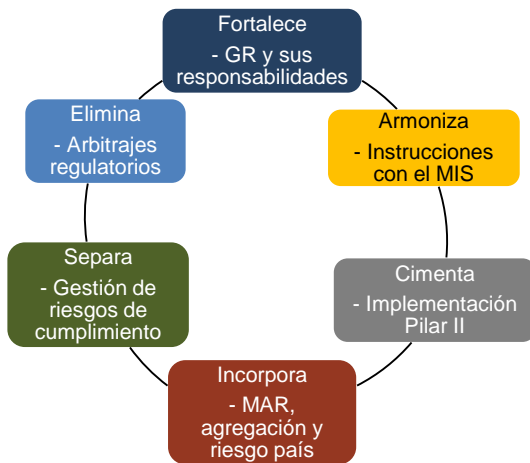 Fortalece
- GR y sus
responsabilidades
Armoniza
- Instrucciones
con el MIS
Cimenta
- Implementación
Pilar II
Incorpora
- MAR,
agregación y
riesgo país
Separa
- Gestión de
riesgos de
cumplimiento
Elimina
- Arbitrajes
regulatorios